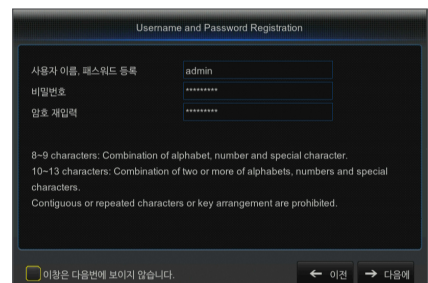 Username and Password Registration
사용자 이름, 패스워드 등록 admin
비밀번호 *********
암호 재입력 *********
8~9 characters: Combination of alphabet, number and special character.
10~13 characters: Combination of two or more of alphabets, numbers and special
characters.
Contiguous or repeated characters or key arrangement are prohibited.
이창은 다음번에 보이지 않습니다.
← 이전 → 다음에